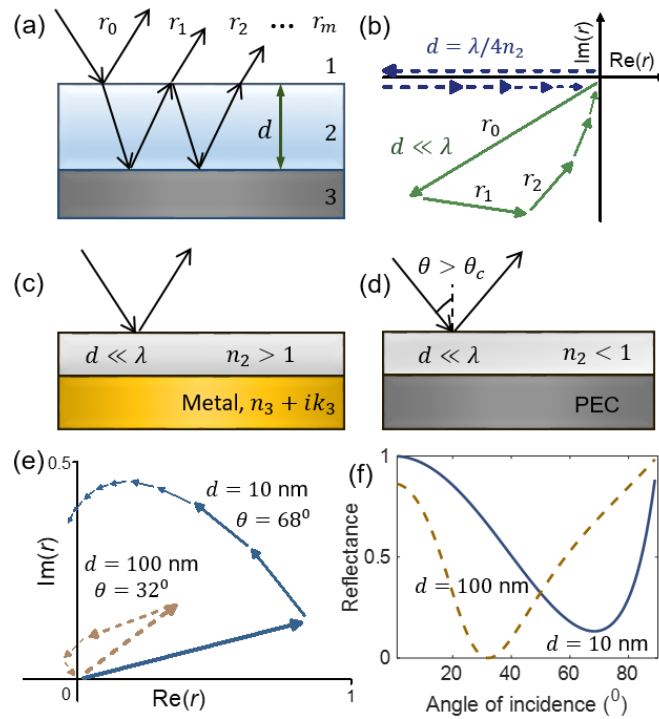 (a)
r₀ r₁ r₂ ... rₘ
1
d
2
3
(b)
Im(r)
d = λ/4n₂
Re(r)
r₀
d ≪ λ
r₁
r₂
(c)
d ≪ λ n₂ > 1
Metal, n₃ + ik₃
(d)
θ > θ_c
d ≪ λ n₂ < 1
PEC
(e)
0.5
Im(r)
d = 10 nm
θ = 68⁰
d = 100 nm
θ = 32⁰
0
Re(r)
1
(f)
1
Reflectance
0.5
d = 100 nm
d = 10 nm
0
20 40 60 80
Angle of incidence (⁰)